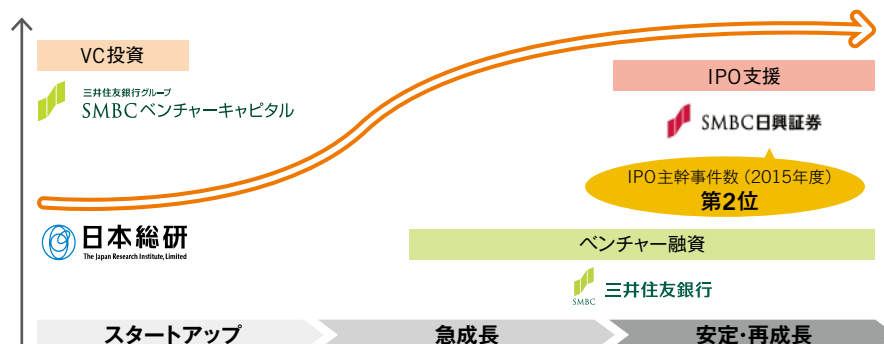 VC投資
三井住友銀行グループ
SMBCベンチャーキャピタル
IPO支援
SMBC日興証券
IPO主幹事件数（2015年度）
第2位
日本総研
The Japan Research Institute, Limited
ベンチャー融資
SMBC
三井住友銀行
スタートアップ
急成長
安定・再成長